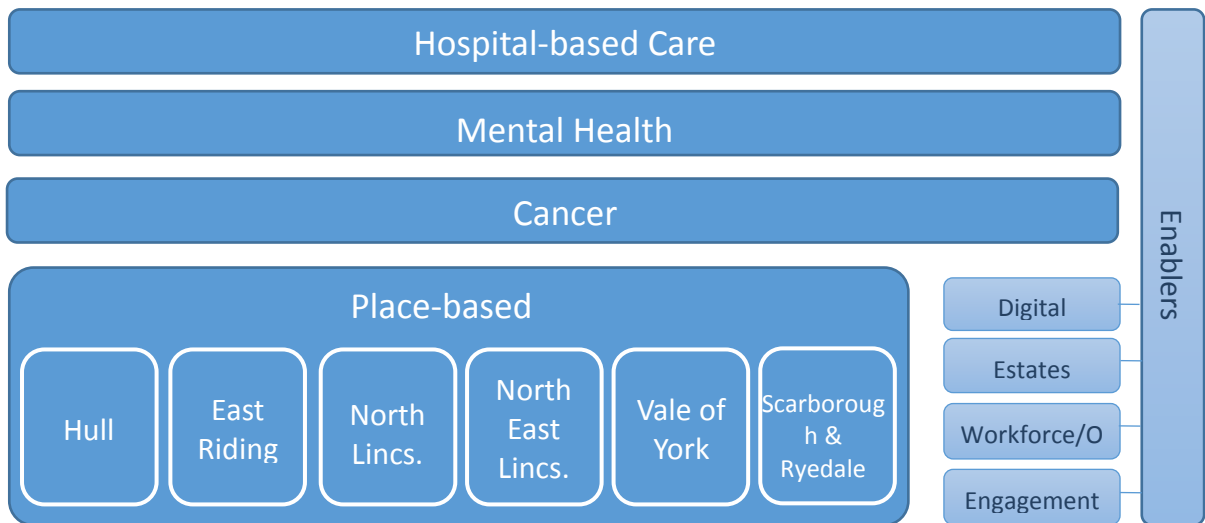 Hospital-based Care
Mental Health
Cancer
Place-based
Hull
East
Riding
North
Lincs.
North
East
Lincs.
Vale of
York
Scarboroug
h &
Ryedale
Digital
Estates
Workforce/O
Engagement
Enablers